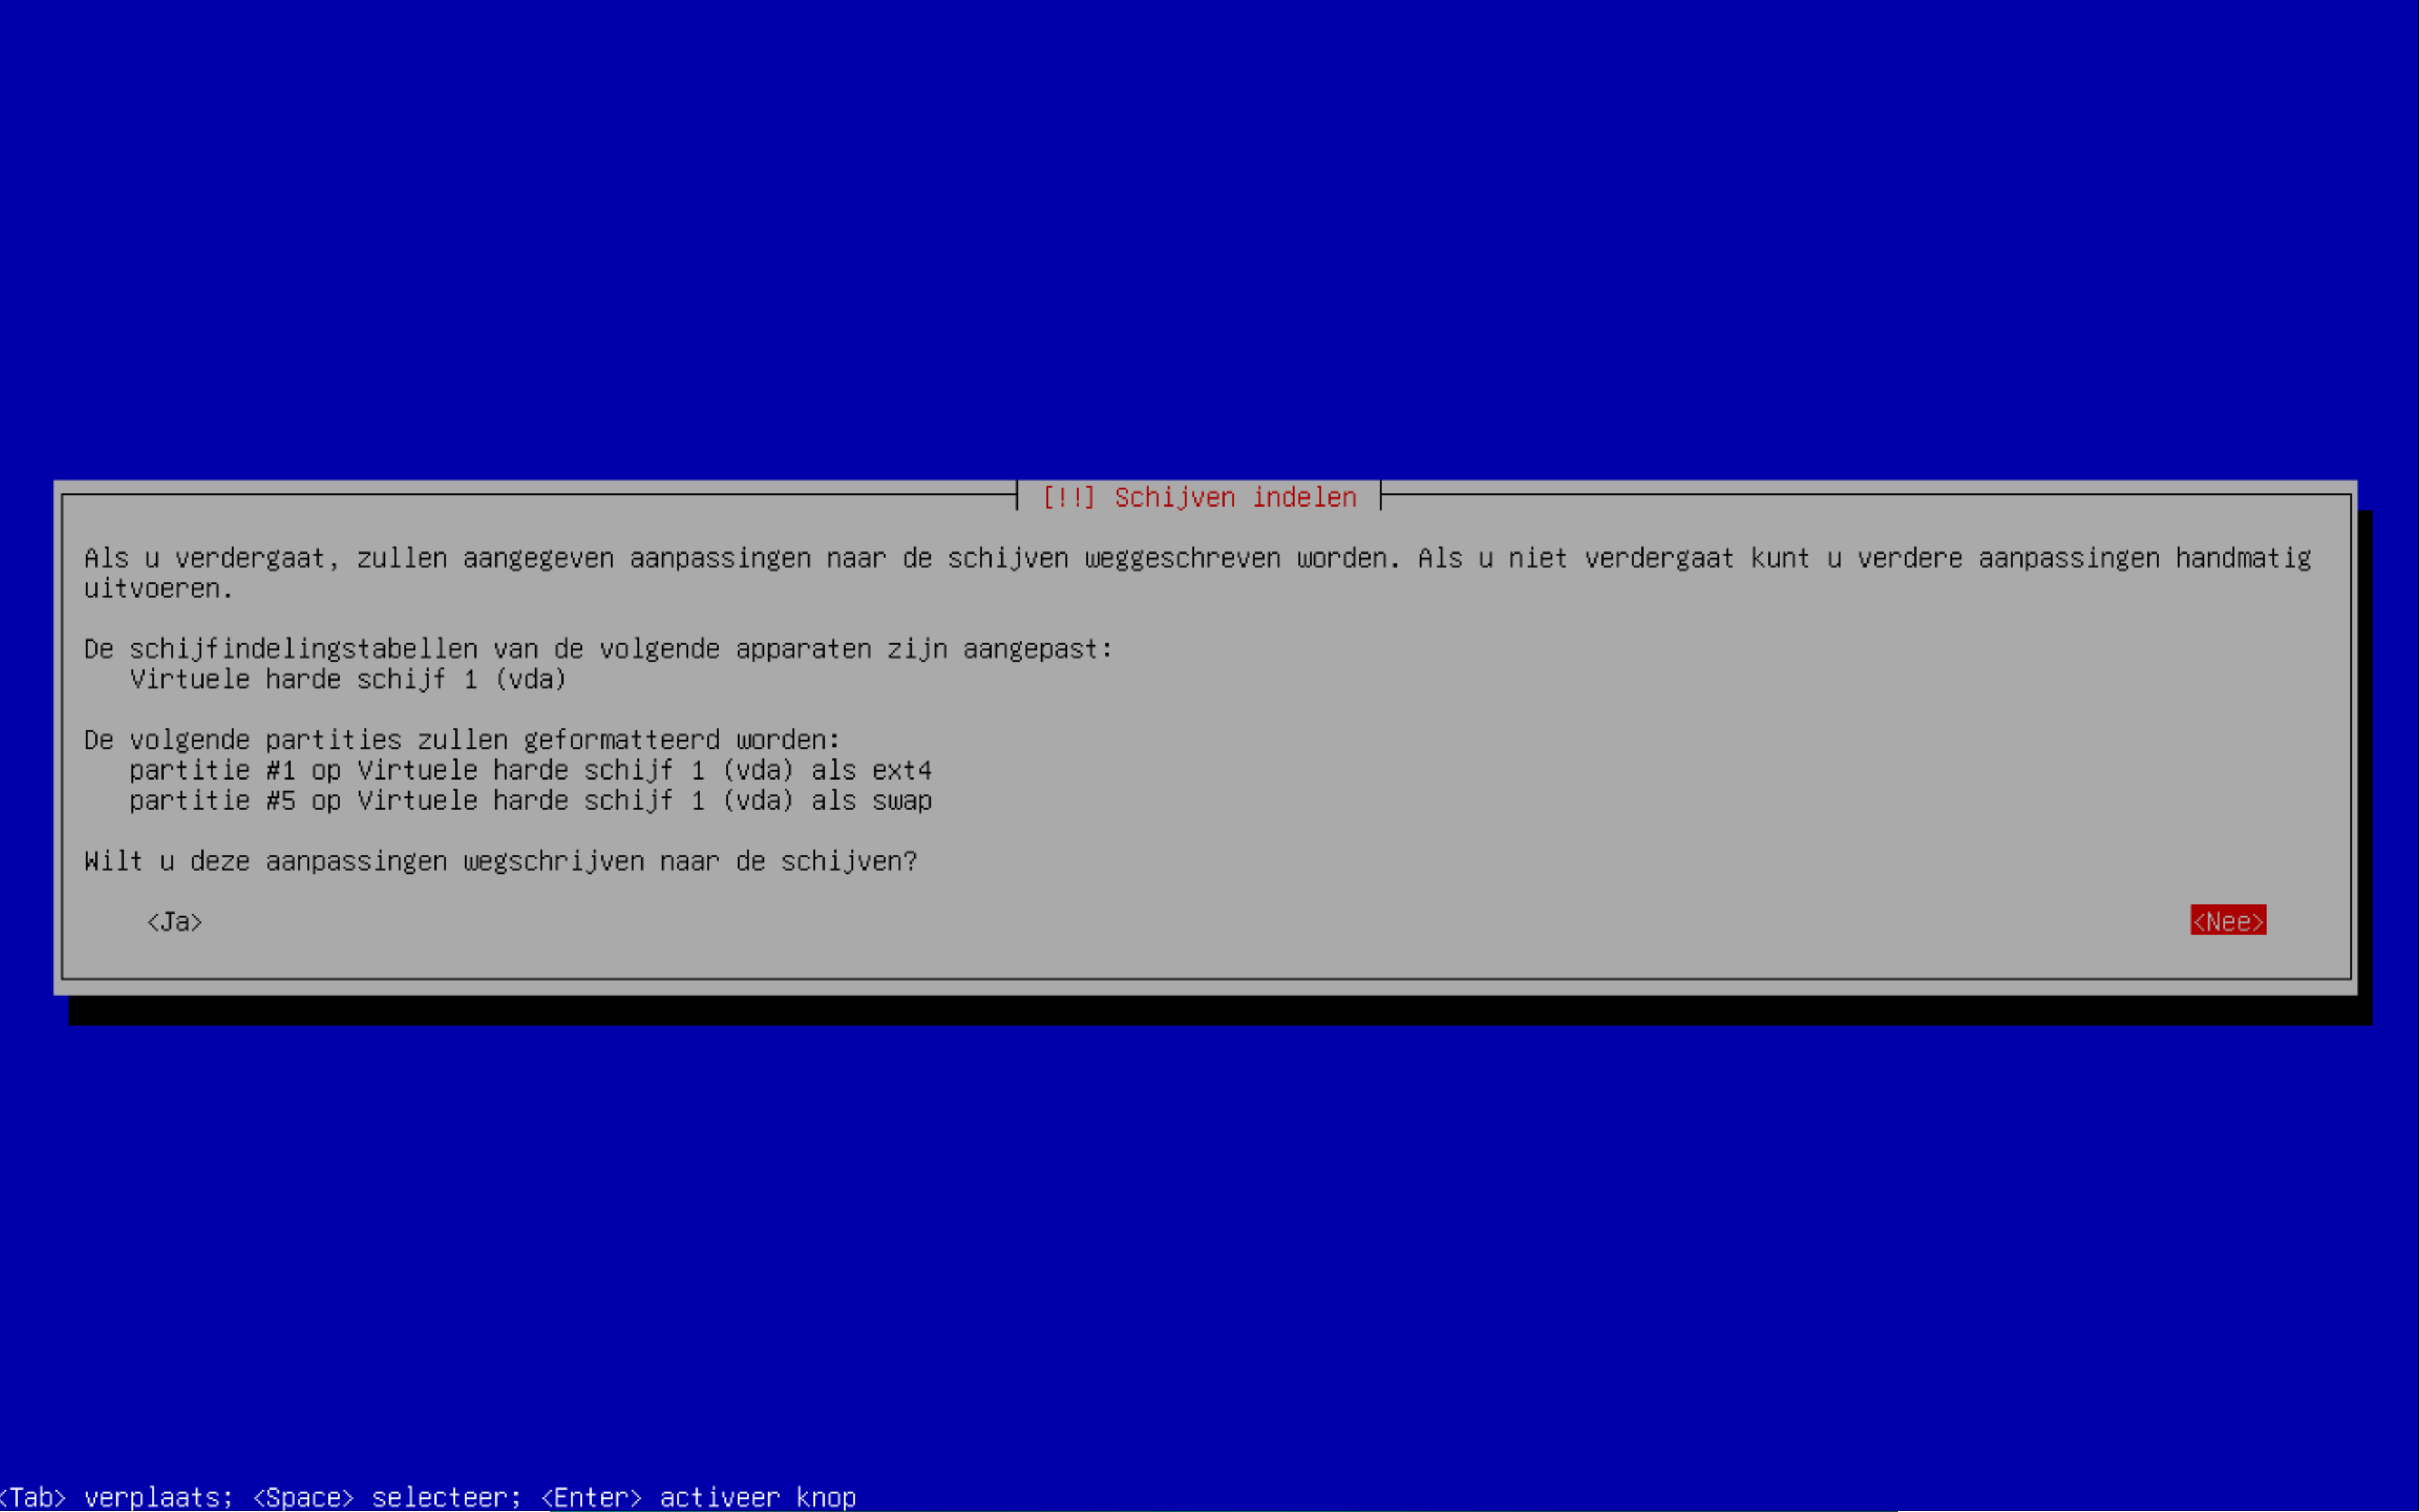 [!!] Schijven indelen
Als u verdergaat, zullen aangegeven aanpassingen naar de schijven weggeschreven worden. Als u niet verdergaat kunt u verdere aanpassingen handmatig
uitvoeren.
De schijfindelingstabellen van de volgende apparaten zijn aangepast:
Virtuele harde schijf 1 (vda)
De volgende partities zullen geformatteerd worden:
partitie #1 op Virtuele harde schijf 1 (vda) als ext4
partitie #5 op Virtuele harde schijf 1 (vda) als swap
Wilt u deze aanpassingen wegschrijven naar de schijven?
<Ja> <Nee>
<Tab> verplaats; <Space> selecteer; <Enter> activeer knop